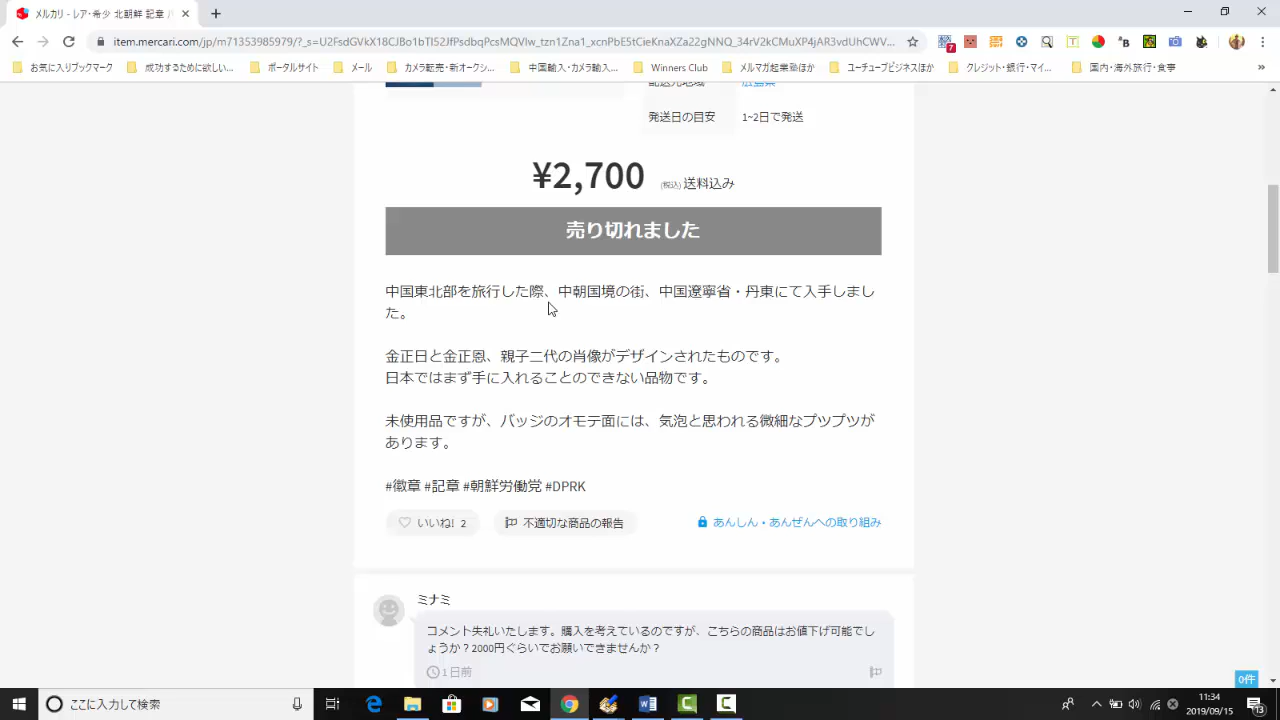 メルカリ - レア・希少 北朝鮮 記章 バ
item.mercari.com/jp/m71353985979/?_s=
お気に入りブックマーク
成功するために欲しい...
ポータルサイト
メール
カメラ転売・新オークシ...
中国輸入・カメラ輸入...
Winners Club
メルマガ起業塾ほか
ユーチューブビジネスほか
クレジット・銀行・マイ...
国内・海外旅行・食事
»
配送元地域 広島県
発送日の目安 1~2日で発送
¥2,700 (税込) 送料込み
売り切れました
中国東北部を旅行した際、中朝国境の街、中国遼寧省・丹東にて入手しまし
た。
金正日と金正恩、親子二代の肖像がデザインされたものです。
日本ではまず手に入れることのできない品物です。
未使用品ですが、バッジのオモテ面には、気泡と思われる微細なプツプツが
あります。
#徽章 #記章 #朝鮮労働党 #DPRK
いいね! 2
不適切な商品の報告
あんしん・あんぜんへの取り組み
ミナミ
コメント失礼いたします。購入を考えているのですが、こちらの商品はお値下げ可能でし
ょうか？2000円ぐらいでお願いできませんか？
1日前
0件
ここに入力して検索
11:34
2019/09/15
13